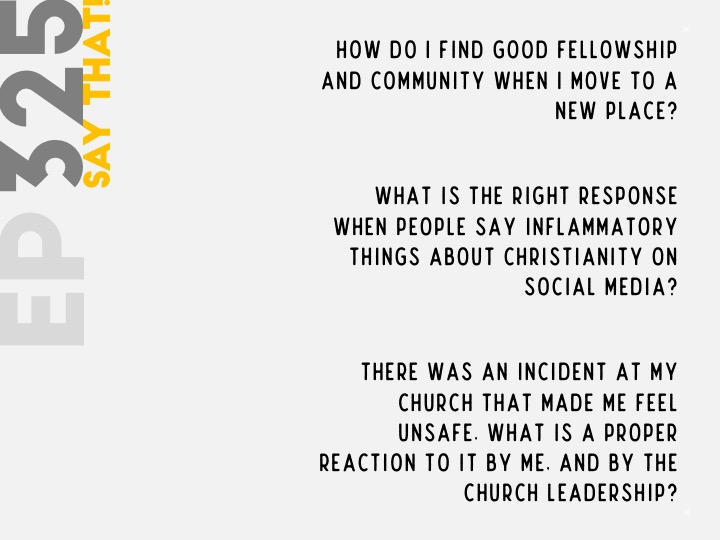 EP 325
SAY THAT!
HOW DO I FIND GOOD FELLOWSHIP
AND COMMUNITY WHEN I MOVE TO A
NEW PLACE?
WHAT IS THE RIGHT RESPONSE
WHEN PEOPLE SAY INFLAMMATORY
THINGS ABOUT CHRISTIANITY ON
SOCIAL MEDIA?
THERE WAS AN INCIDENT AT MY
CHURCH THAT MADE ME FEEL
UNSAFE. WHAT IS A PROPER
REACTION TO IT BY ME, AND BY THE
CHURCH LEADERSHIP?